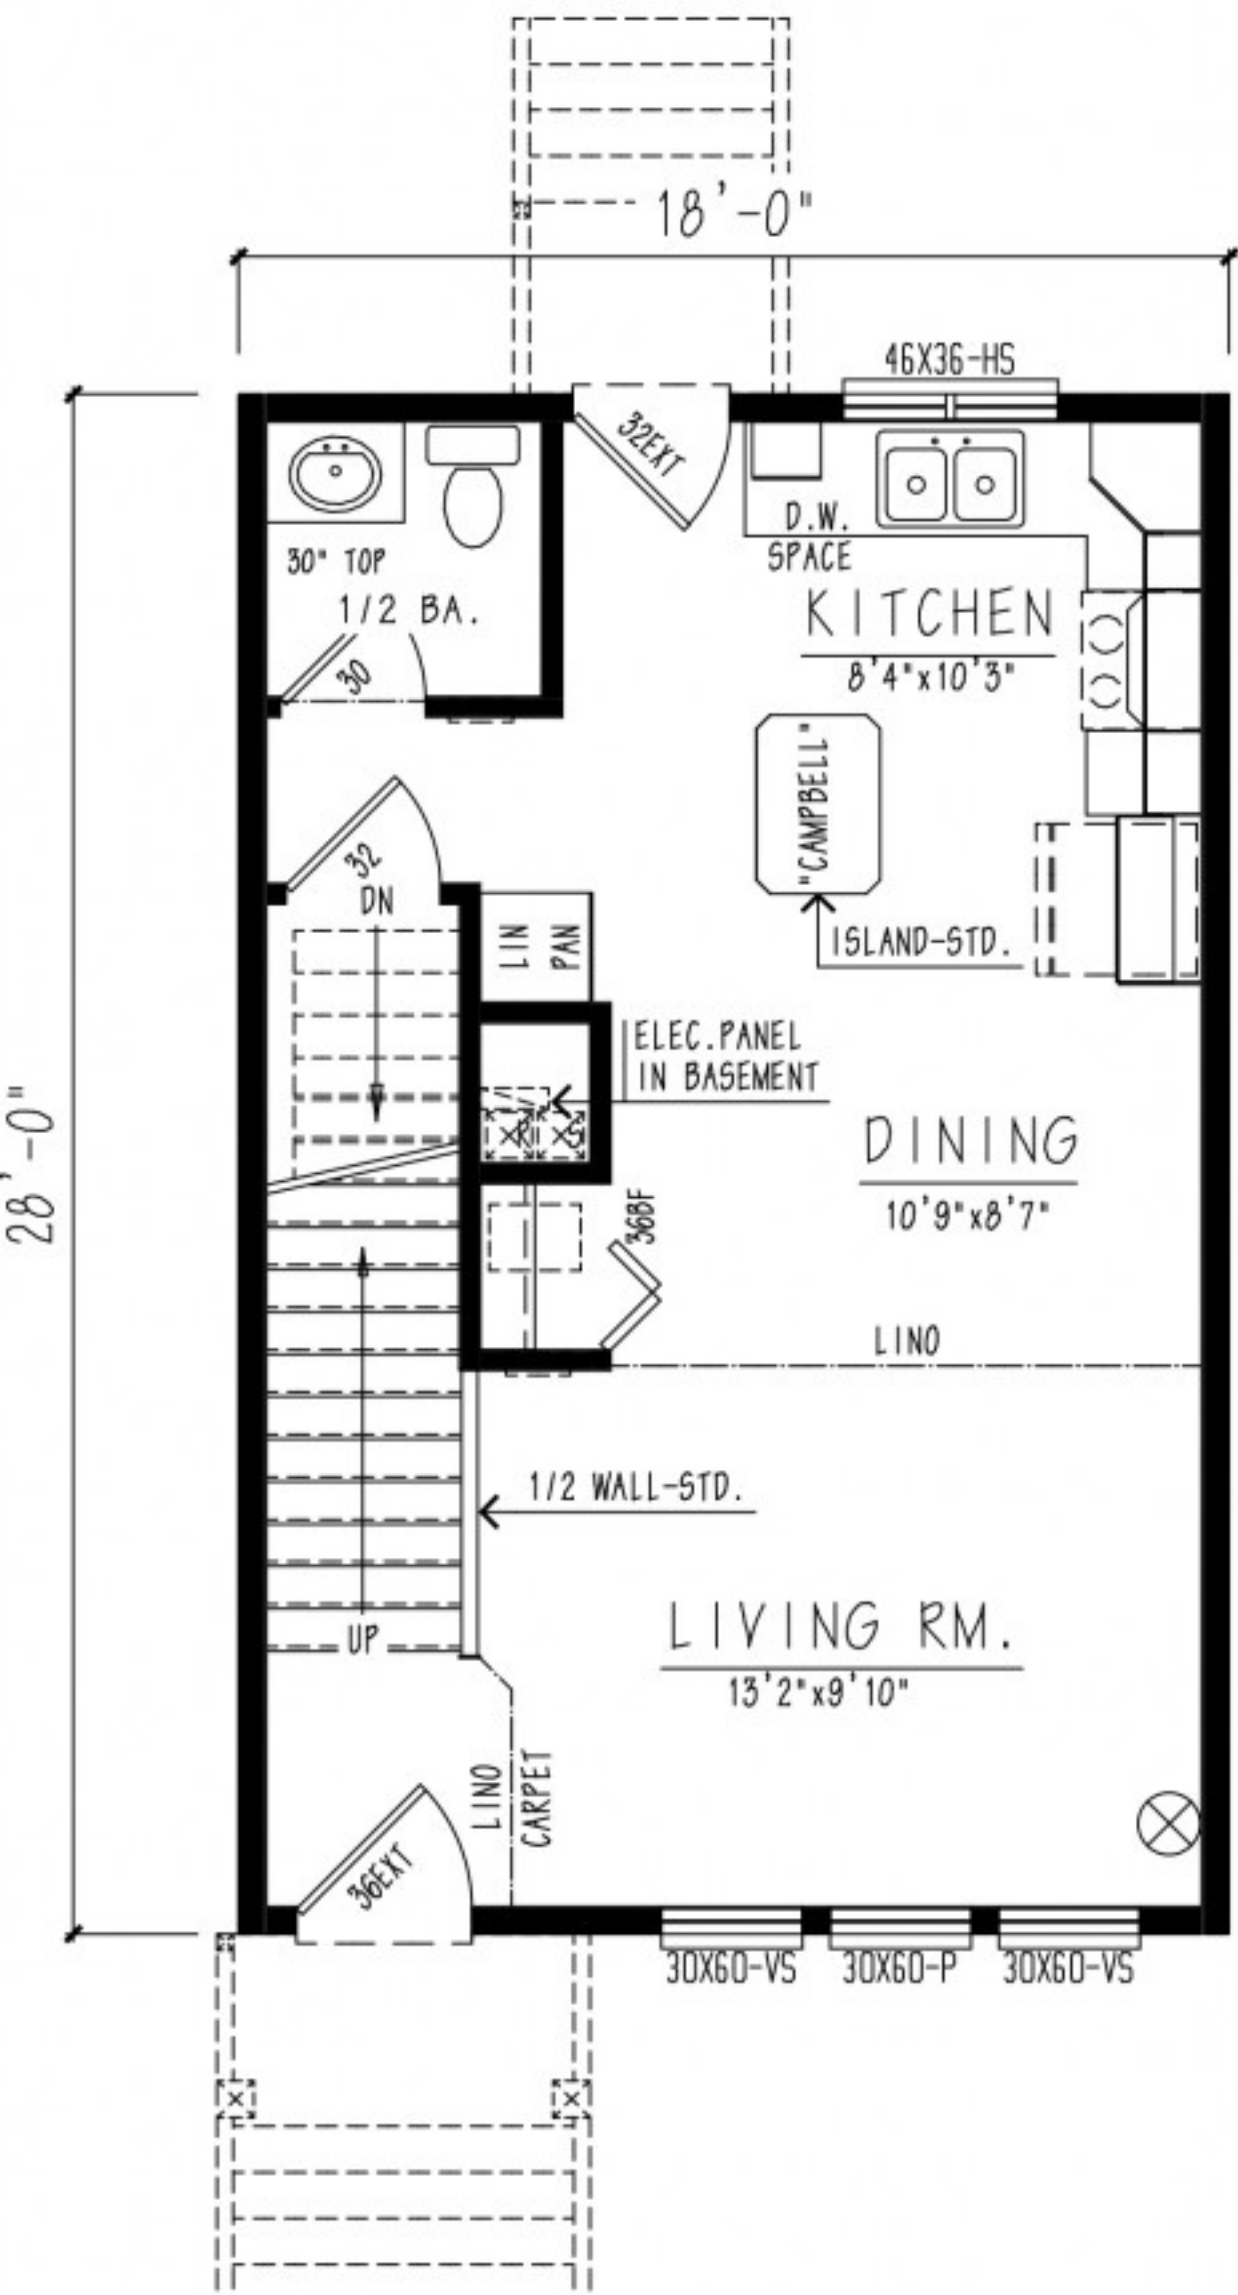 18'-0"
46X36-HS
32EXT
D.W.
SPACE
30" TOP
1/2 BA.
KITCHEN
8'4"x10'3"
30
"CAMPBELL"
32
DN
LIN
PAN
ISLAND-STD.
ELEC.PANEL
IN BASEMENT
28'-0"
DINING
10'9"x8'7"
36BF
LINO
1/2 WALL-STD.
LIVING RM.
13'2"x9'10"
UP
LINO
CARPET
36EXT
30X60-VS
30X60-P
30X60-VS